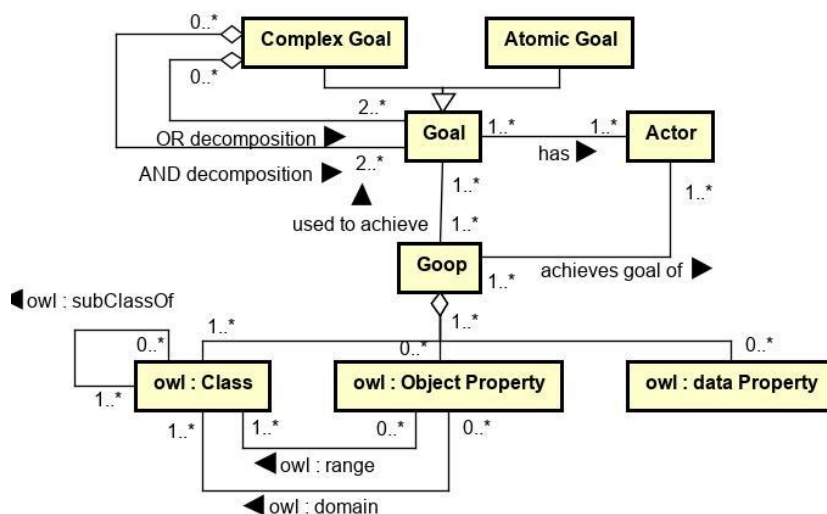 0..*
Complex Goal
Atomic Goal
0..*
2..*
OR decomposition
Goal
1..*
has
1..*
Actor
AND decomposition
2..*
1..*
1..*
used to achieve
1..*
Goop
1..*
achieves goal of
owl : subClassOf
1..*
1..*
0..*
0..*
0..*
owl : Class
owl : Object Property
owl : data Property
1..*
1..*
1..*
0..*
0..*
owl : range
owl : domain